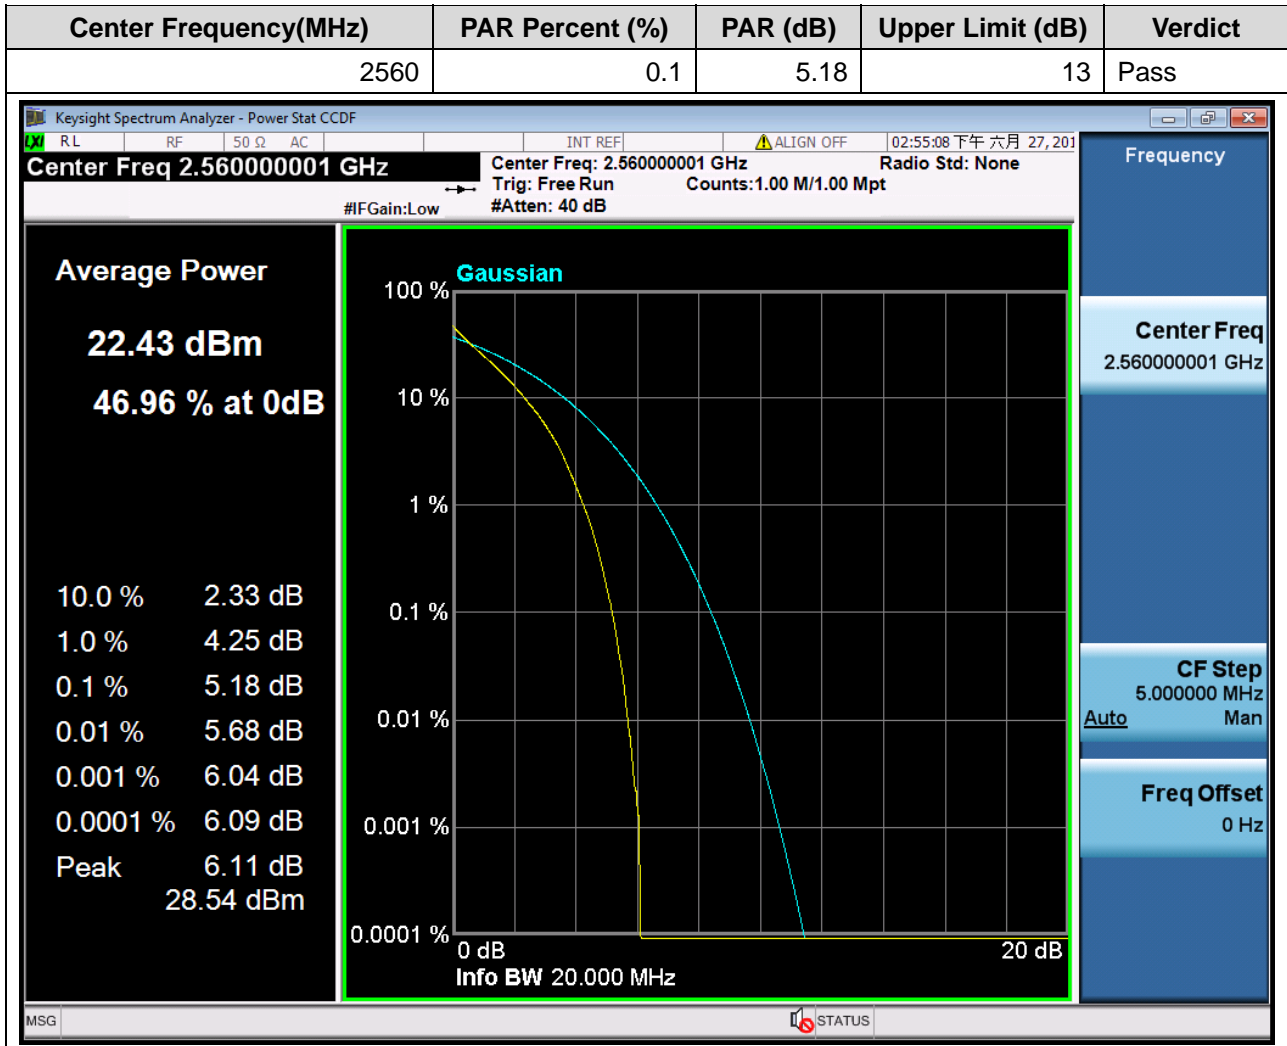 Center Frequency(MHz) PAR Percent (%) PAR (dB) Upper Limit (dB) Verdict
2560 0.1 5.18 13 Pass
Keysight Spectrum Analyzer - Power Stat CCDF
LXI RL RF 50 Ω AC INT REF ALIGN OFF 02:55:08 下午 六月 27, 201
Center Freq 2.560000001 GHz
Center Freq: 2.560000001 GHz Radio Std: None
Trig: Free Run Counts:1.00 M/1.00 Mpt
#IFGain:Low #Atten: 40 dB
Average Power
22.43 dBm
46.96 % at 0dB
10.0 % 2.33 dB
1.0 % 4.25 dB
0.1 % 5.18 dB
0.01 % 5.68 dB
0.001 % 6.04 dB
0.0001 % 6.09 dB
Peak 6.11 dB
28.54 dBm
Gaussian
100 %
10 %
1 %
0.1 %
0.01 %
0.001 %
0.0001 %
0 dB 20 dB
Info BW 20.000 MHz
Frequency
Center Freq
2.560000001 GHz
CF Step
5.000000 MHz
Auto Man
Freq Offset
0 Hz
MSG STATUS